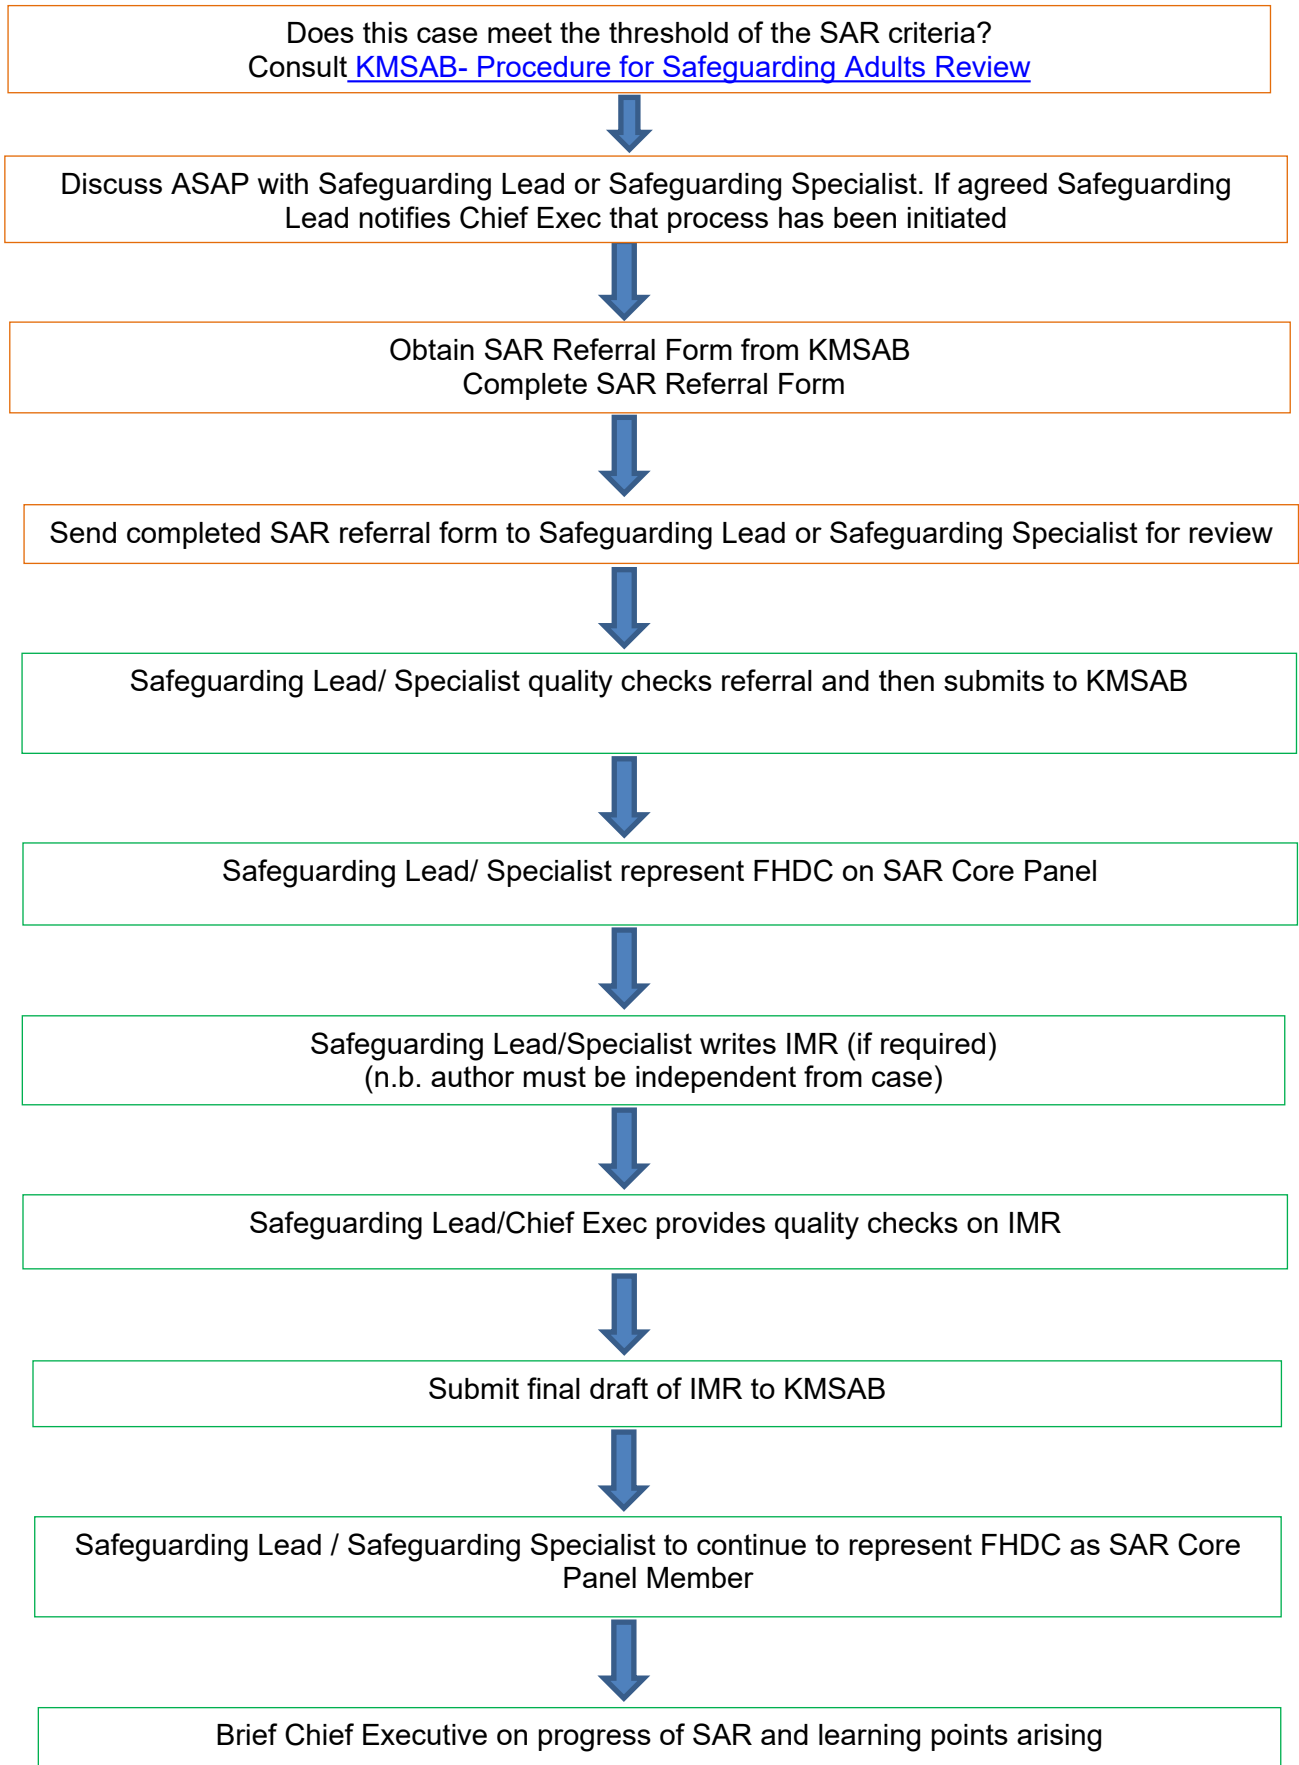 Does this case meet the threshold of the SAR criteria?
Consult KMSAB- Procedure for Safeguarding Adults Review
Discuss ASAP with Safeguarding Lead or Safeguarding Specialist. If agreed Safeguarding
Lead notifies Chief Exec that process has been initiated
Obtain SAR Referral Form from KMSAB
Complete SAR Referral Form
Send completed SAR referral form to Safeguarding Lead or Safeguarding Specialist for review
Safeguarding Lead/ Specialist quality checks referral and then submits to KMSAB
Safeguarding Lead/ Specialist represent FHDC on SAR Core Panel
Safeguarding Lead/Specialist writes IMR (if required)
(n.b. author must be independent from case)
Safeguarding Lead/Chief Exec provides quality checks on IMR
Submit final draft of IMR to KMSAB
Safeguarding Lead / Safeguarding Specialist to continue to represent FHDC as SAR Core
Panel Member
Brief Chief Executive on progress of SAR and learning points arising